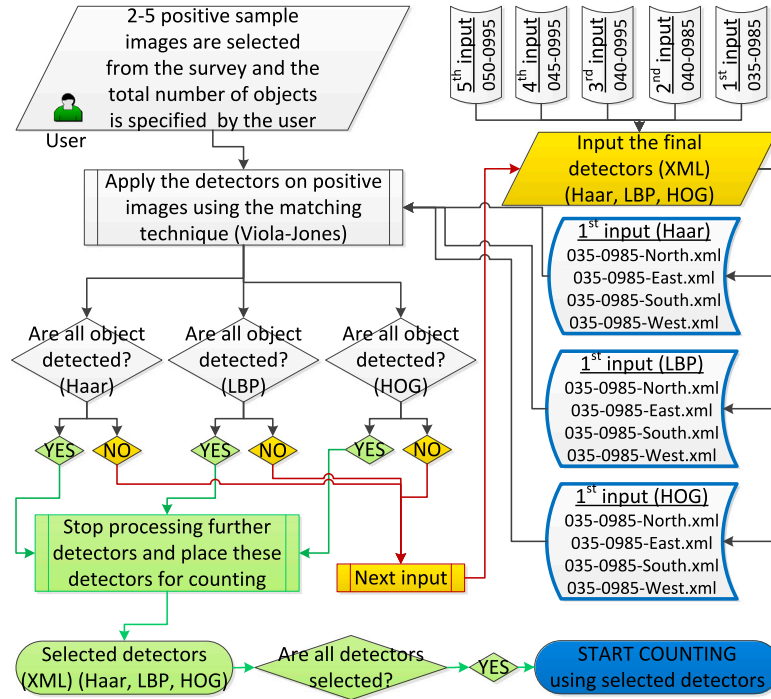 2-5 positive sample
images are selected
from the survey and the
total number of objects
is specified by the user
User
5th input
050-0995
4th input
045-0995
3rd input
040-0995
2nd input
040-0985
1st input
035-0985
Input the final
detectors (XML)
(Haar, LBP, HOG)
Apply the detectors on positive
images using the matching
technique (Viola-Jones)
1st input (Haar)
035-0985-North.xml
035-0985-East.xml
035-0985-South.xml
035-0985-West.xml
Are all object
detected?
(Haar)
Are all object
detected?
(LBP)
Are all object
detected?
(HOG)
1st input (LBP)
035-0985-North.xml
035-0985-East.xml
035-0985-South.xml
035-0985-West.xml
YES
NO
YES
NO
YES
NO
1st input (HOG)
035-0985-North.xml
035-0985-East.xml
035-0985-South.xml
035-0985-West.xml
Stop processing further
detectors and place these
detectors for counting
Next input
Selected detectors
(XML) (Haar, LBP, HOG)
Are all detectors
selected?
YES
START COUNTING
using selected detectors